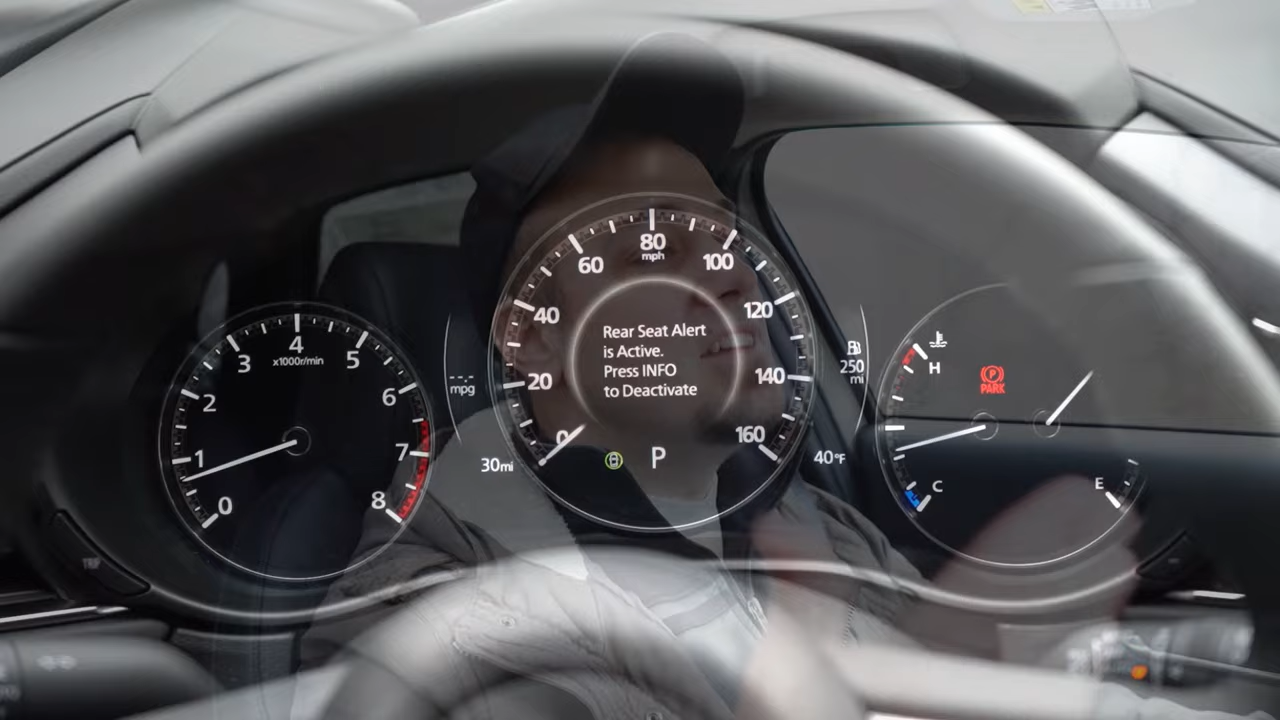 0
1
2
3
4
5
6
7
8
x1000r/min
mpg
30mi
0
20
40
60
80
mph
100
120
140
160
Rear Seat Alert
is Active.
Press INFO
to Deactivate
P
250
mi
40°F
H
C
P
PARK
E
TRIP